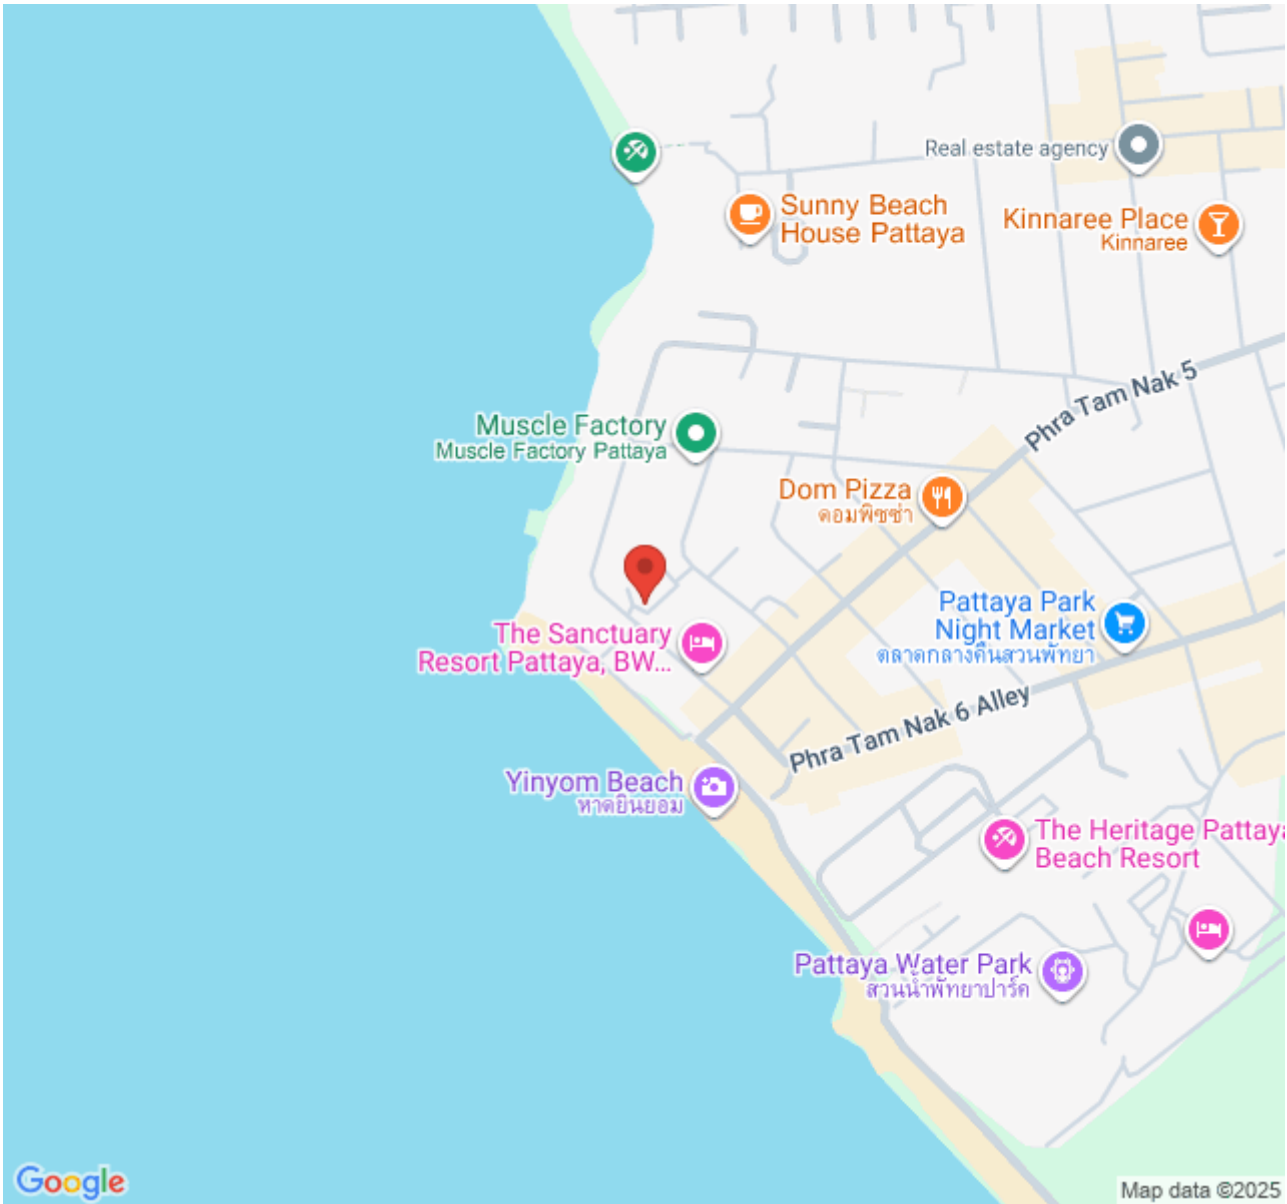 Real estate agency
Sunny Beach
House Pattaya
Kinnaree Place
Kinnaree
Phra Tam Nak 5
Muscle Factory
Muscle Factory Pattaya
Dom Pizza
ดอมพิซซ่า
Pattaya Park
Night Market
ตลาดกลางคืนสวนพัทยา
The Sanctuary
Resort Pattaya, BW...
Phra Tam Nak 6 Alley
Yinyom Beach
หาดยินยอม
The Heritage Pattaya
Beach Resort
Pattaya Water Park
สวนน้ำพัทยาปาร์ค
Google
Map data ©2025